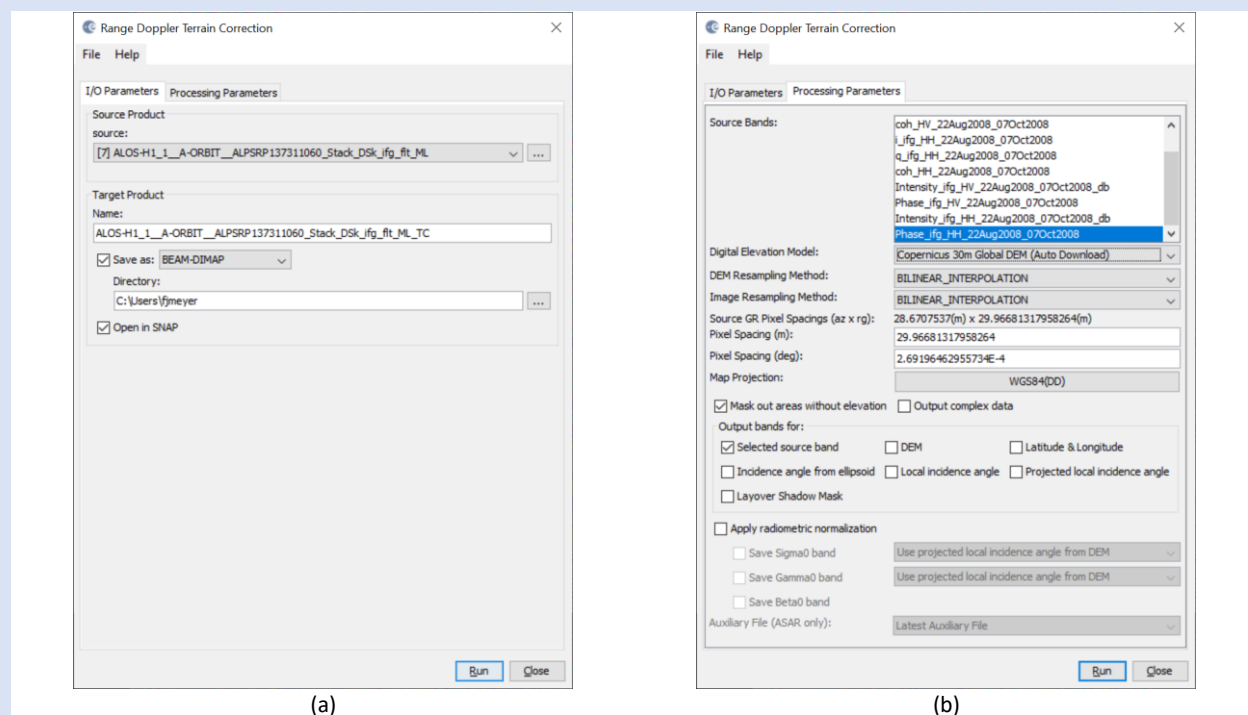 Range Doppler Terrain Correction
File Help
I/O Parameters Processing Parameters
Source Product
source:
[7] ALOS-H1_1__A-ORBIT__ALPSRP137311060_Stack_DSk_ifg_flt_ML
...
Target Product
Name:
ALOS-H1_1__A-ORBIT__ALPSRP137311060_Stack_DSk_ifg_flt_ML_TC
Save as: BEAM-DIMAP
Directory:
C:\Users\fjmeyer
...
Open in SNAP
Run Close
(a)
Range Doppler Terrain Correction
File Help
I/O Parameters Processing Parameters
Source Bands:
coh_HV_22Aug2008_07Oct2008
i_ifg_HH_22Aug2008_07Oct2008
q_ifg_HH_22Aug2008_07Oct2008
coh_HH_22Aug2008_07Oct2008
Intensity_ifg_HV_22Aug2008_07Oct2008_db
Phase_ifg_HV_22Aug2008_07Oct2008
Intensity_ifg_HH_22Aug2008_07Oct2008_db
Phase_ifg_HH_22Aug2008_07Oct2008
Digital Elevation Model: Copernicus 30m Global DEM (Auto Download)
DEM Resampling Method: BILINEAR_INTERPOLATION
Image Resampling Method: BILINEAR_INTERPOLATION
Source GR Pixel Spacings (az x rg): 28.6707537(m) x 29.96681317958264(m)
Pixel Spacing (m): 29.96681317958264
Pixel Spacing (deg): 2.69196462955734E-4
Map Projection: WGS84(DD)
Mask out areas without elevation Output complex data
Output bands for:
Selected source band DEM Latitude & Longitude
Incidence angle from ellipsoid Local incidence angle Projected local incidence angle
Layover Shadow Mask
Apply radiometric normalization
Save Sigma0 band Use projected local incidence angle from DEM
Save Gamma0 band Use projected local incidence angle from DEM
Save Beta0 band
Auxiliary File (ASAR only): Latest Auxiliary File
Run Close
(b)